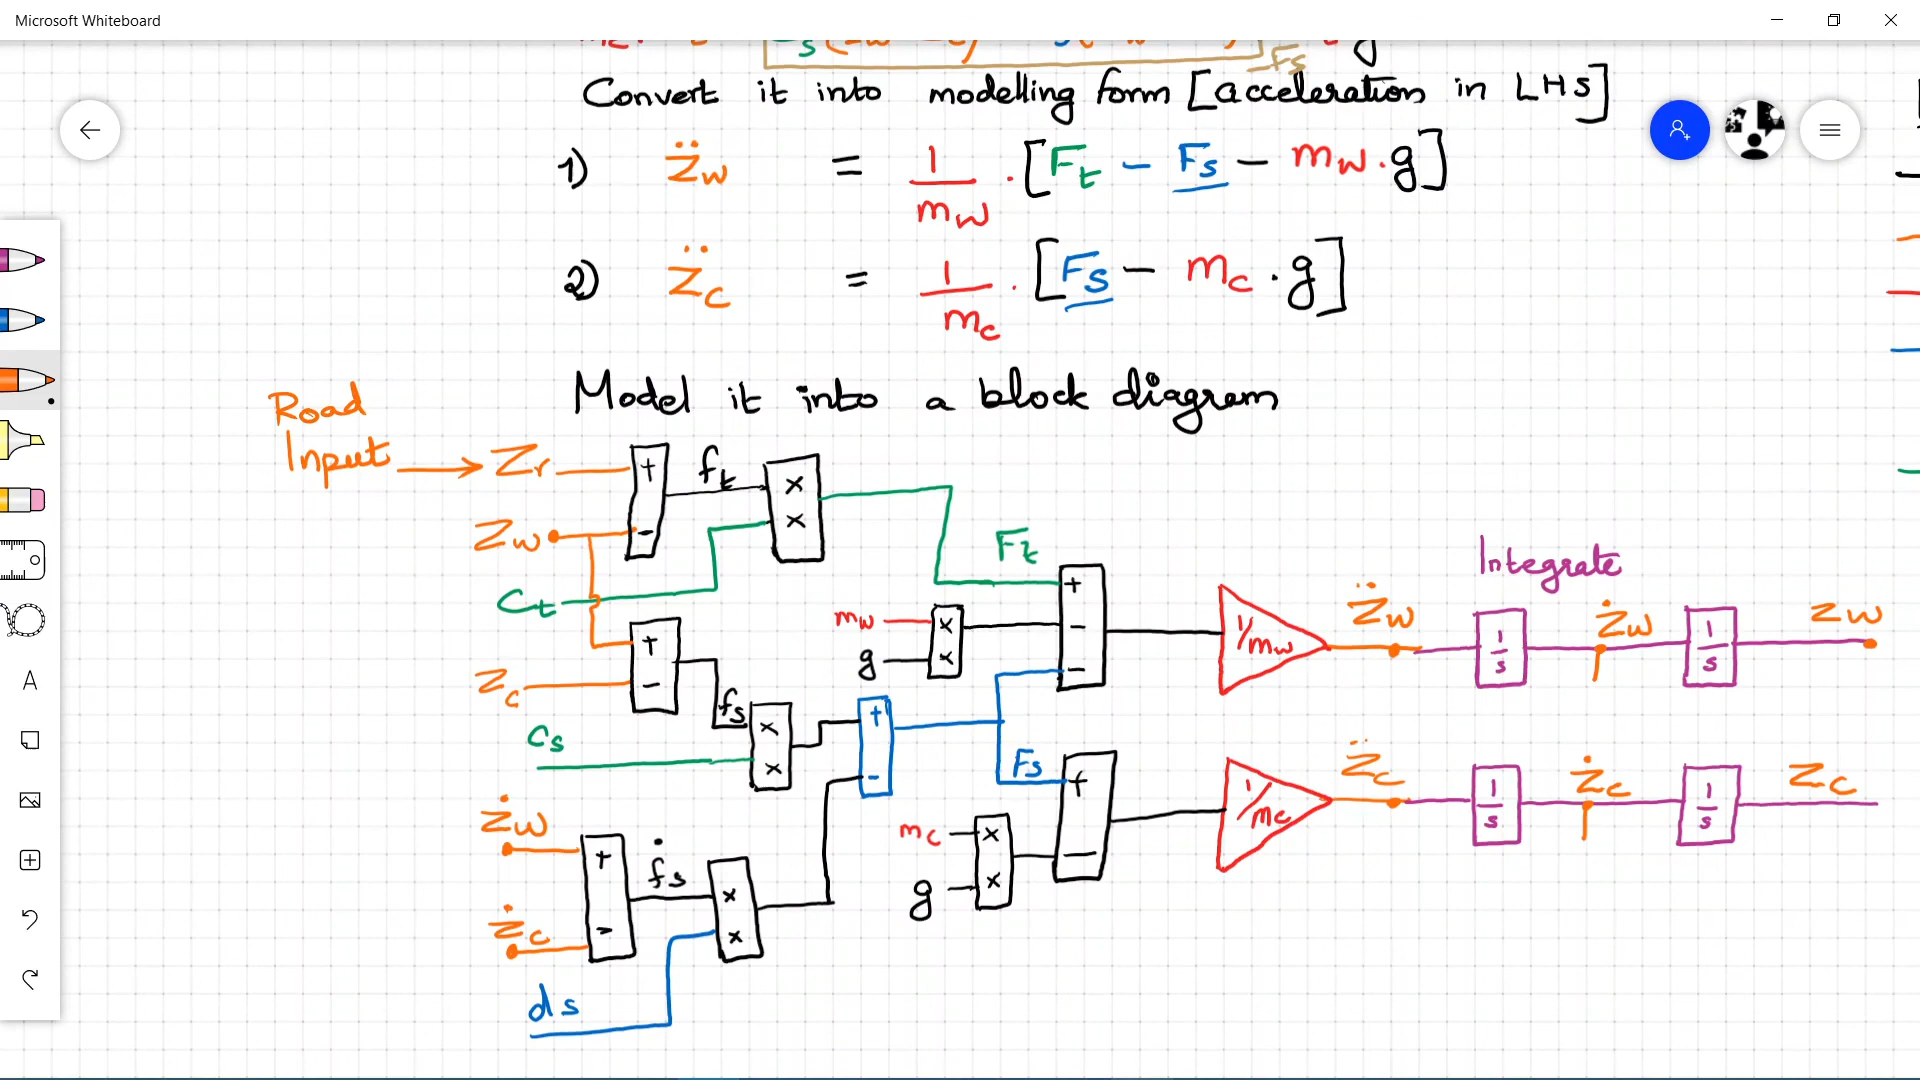 Microsoft Whiteboard
Fs
Convert it into modelling form [acceleration in LHS]
1) z̈w = 1/mw · [Ft - Fs - mw·g]
2) z̈c = 1/mc · [Fs - mc·g]
Model it into a block diagram
Road
Input → Zr + ft × ×
Zw -
Ct
Ft
Integrate
+ - -
mw × 
g ×
1/mw z̈w 1/s żw 1/s zw
+ -
Zc
fs × ×
Cs
+ -
Fs + -
1/mc z̈c 1/s żc 1/s zc
mc ×
g ×
żw + ḟs × ×
żc -
ds
A